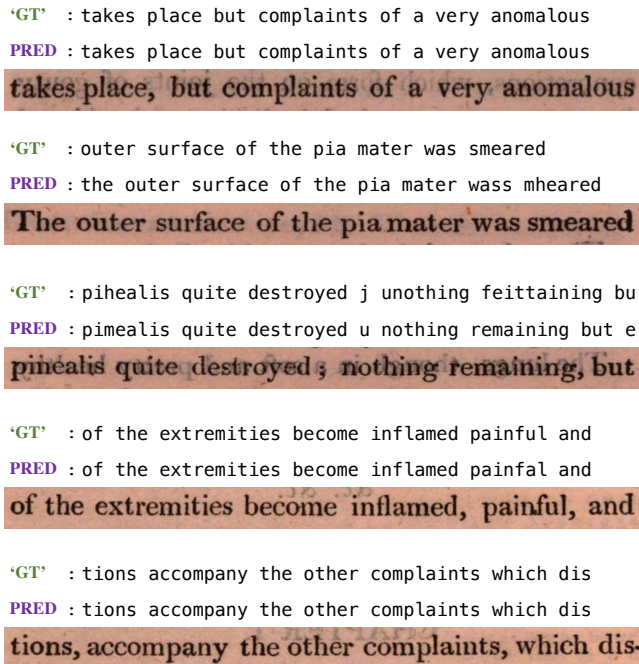 ‘GT’ : takes place but complaints of a very anomalous
PRED : takes place but complaints of a very anomalous
takes place, but complaints of a very anomalous
‘GT’ : outer surface of the pia mater was smeared
PRED : the outer surface of the pia mater wass mheared
The outer surface of the pia mater was smeared
‘GT’ : pihealis quite destroyed j unothing feittaining bu
PRED : pimealis quite destroyed u nothing remaining but e
pinealis quite destroyed; nothing remaining, but
‘GT’ : of the extremities become inflamed painful and
PRED : of the extremities become inflamed painfal and
of the extremities become inflamed, painful, and
‘GT’ : tions accompany the other complaints which dis
PRED : tions accompany the other complaints which dis
tions, accompany the other complaints, which dis.